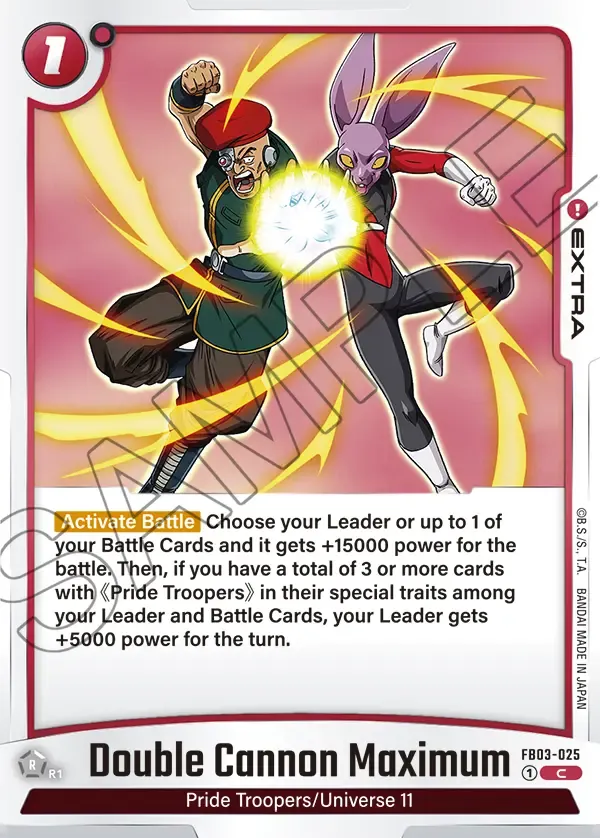 1
EXTRA
SAMPLE
Activate Battle Choose your Leader or up to 1 of
your Battle Cards and it gets +15000 power for the
battle. Then, if you have a total of 3 or more cards
with《Pride Troopers》in their special traits among
your Leader and Battle Cards, your Leader gets
+5000 power for the turn.
©B.S./S., T.A. BANDAI MADE IN JAPAN
R R1
Double Cannon Maximum
FB03-025
1 C
Pride Troopers/Universe 11